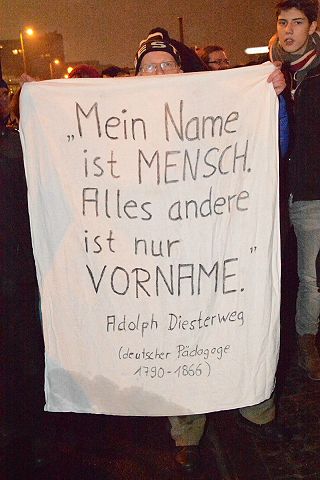 „Mein Name
ist MENSCH.
Alles andere
ist nur
VORNAME.”
Adolph Diesterweg
(deutscher Pädagoge
1790-1866)